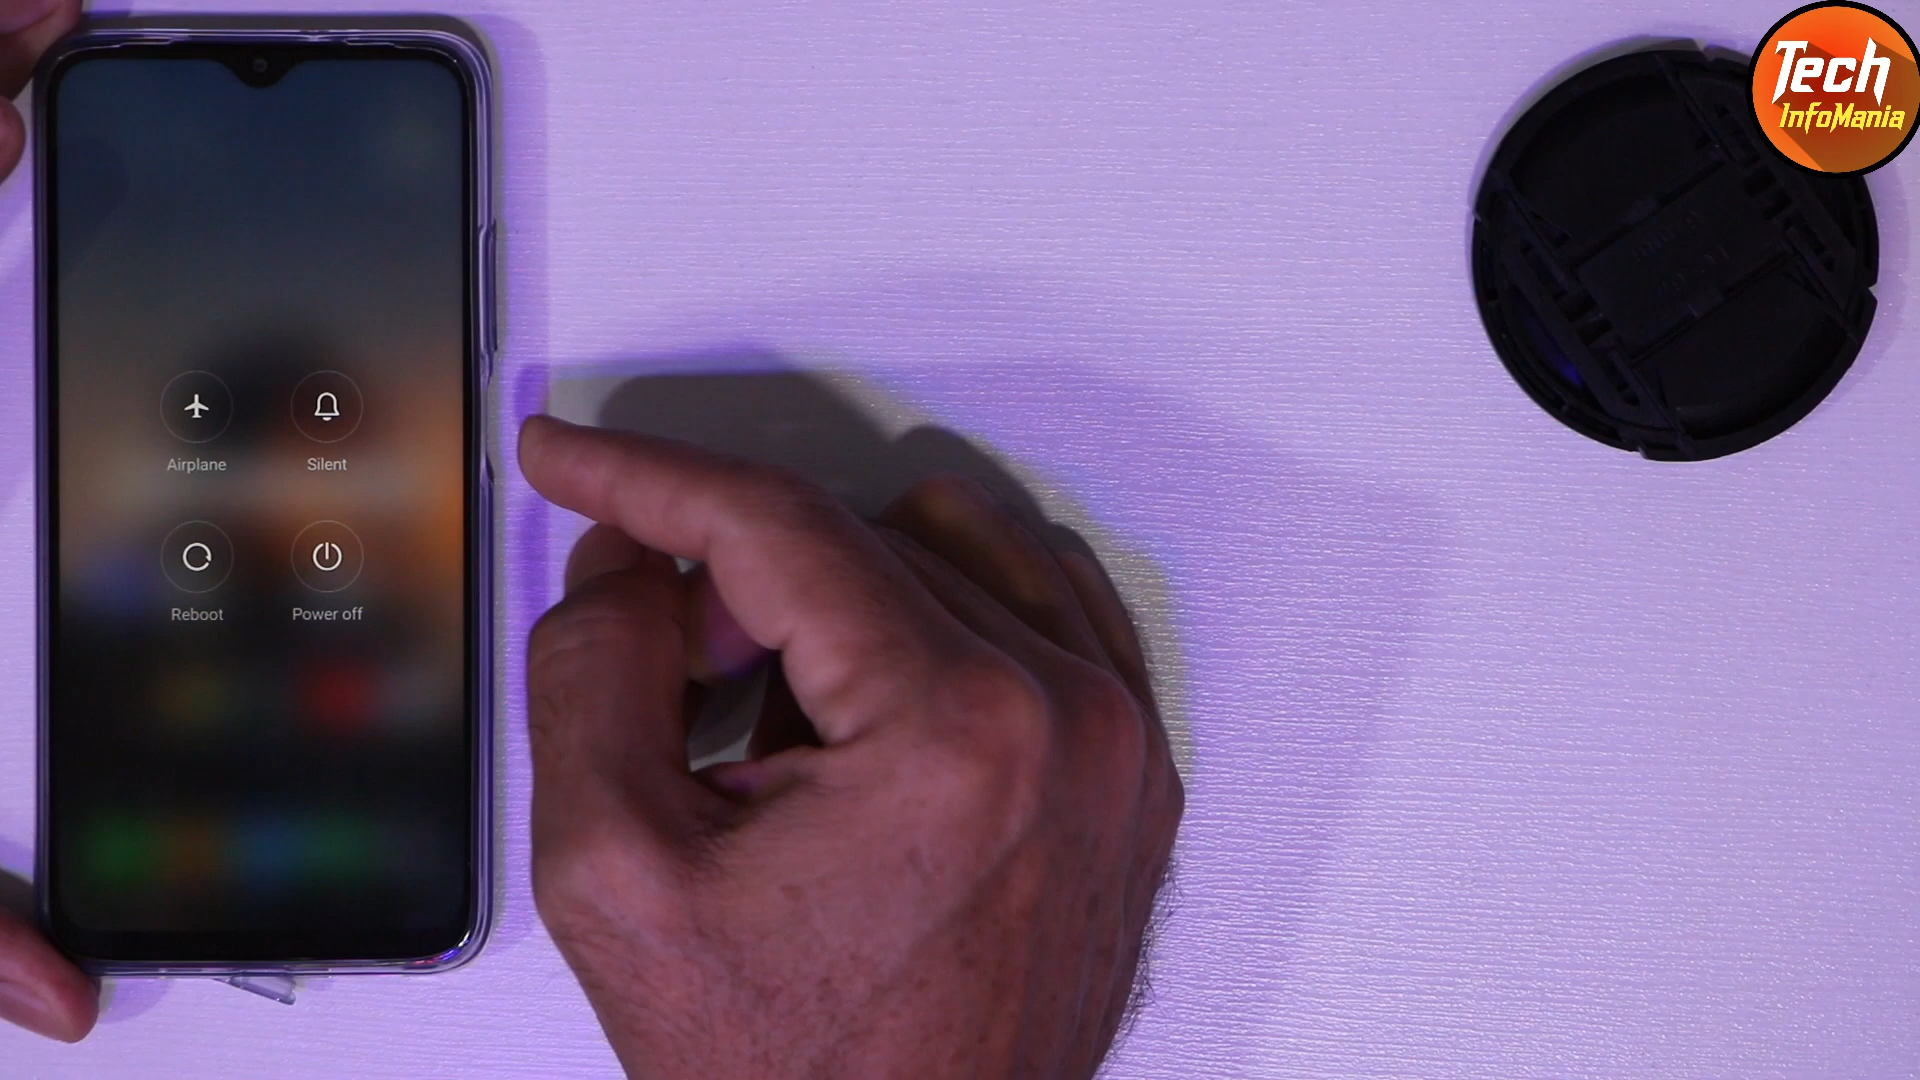 Tech
InfoMania
Airplane
Silent
Reboot
Power off